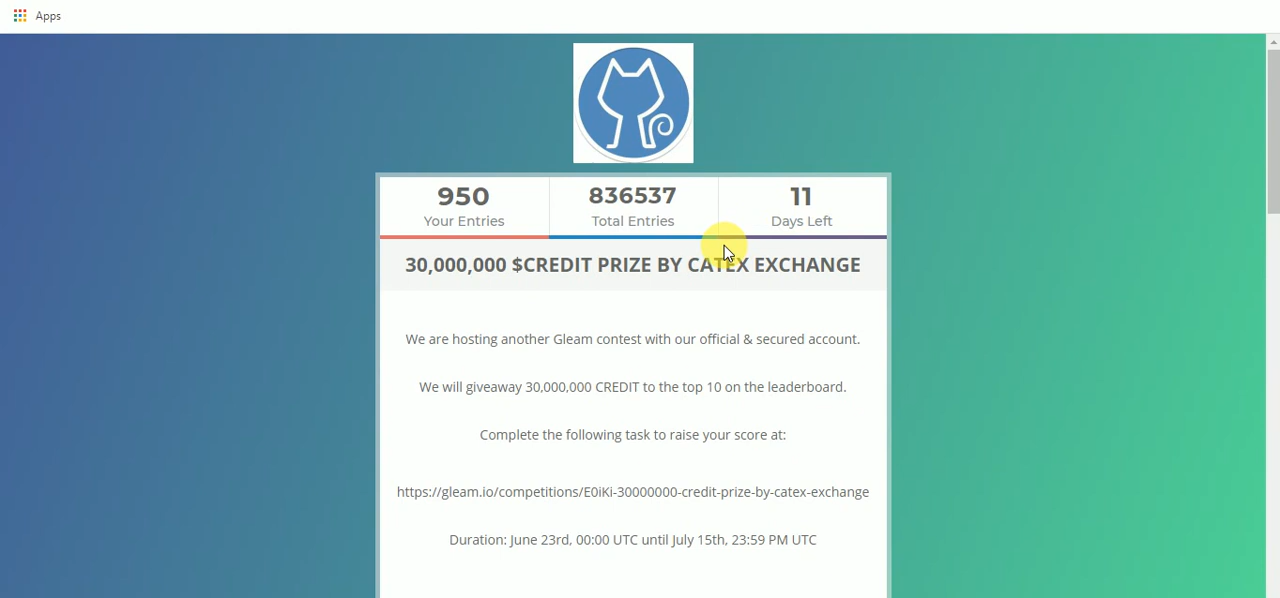 Apps
950
Your Entries
836537
Total Entries
11
Days Left
30,000,000 $CREDIT PRIZE BY CATEX EXCHANGE
We are hosting another Gleam contest with our official & secured account.
We will giveaway 30,000,000 CREDIT to the top 10 on the leaderboard.
Complete the following task to raise your score at:
https://gleam.io/competitions/E0iKi-30000000-credit-prize-by-catex-exchange
Duration: June 23rd, 00:00 UTC until July 15th, 23:59 PM UTC